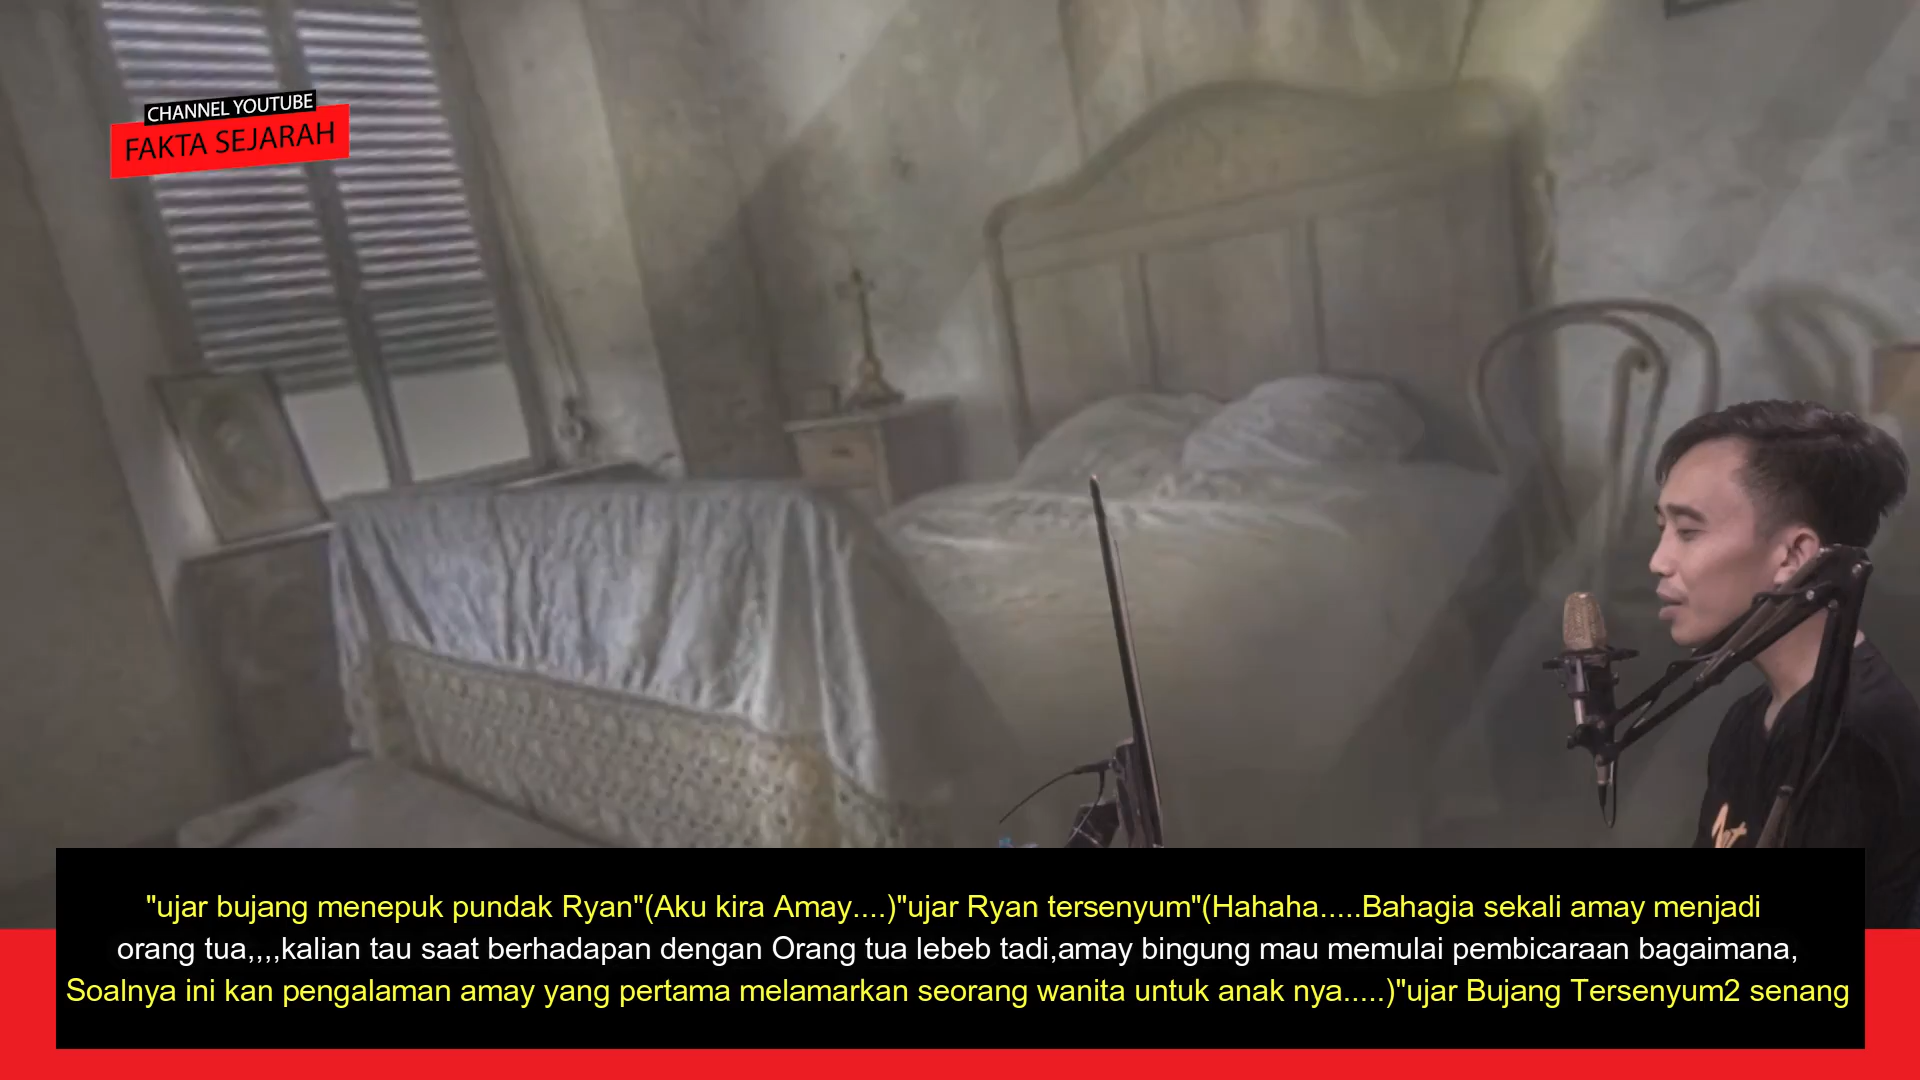 CHANNEL YOUTUBE
FAKTA SEJARAH
"ujar bujang menepuk pundak Ryan"(Aku kira Amay....)"ujar Ryan tersenyum"(Hahaha.....Bahagia sekali amay menjadi
orang tua,,,,kalian tau saat berhadapan dengan Orang tua lebeb tadi,amay bingung mau memulai pembicaraan bagaimana,
Soalnya ini kan pengalaman amay yang pertama melamarkan seorang wanita untuk anak nya.....)"ujar Bujang Tersenyum2 senang